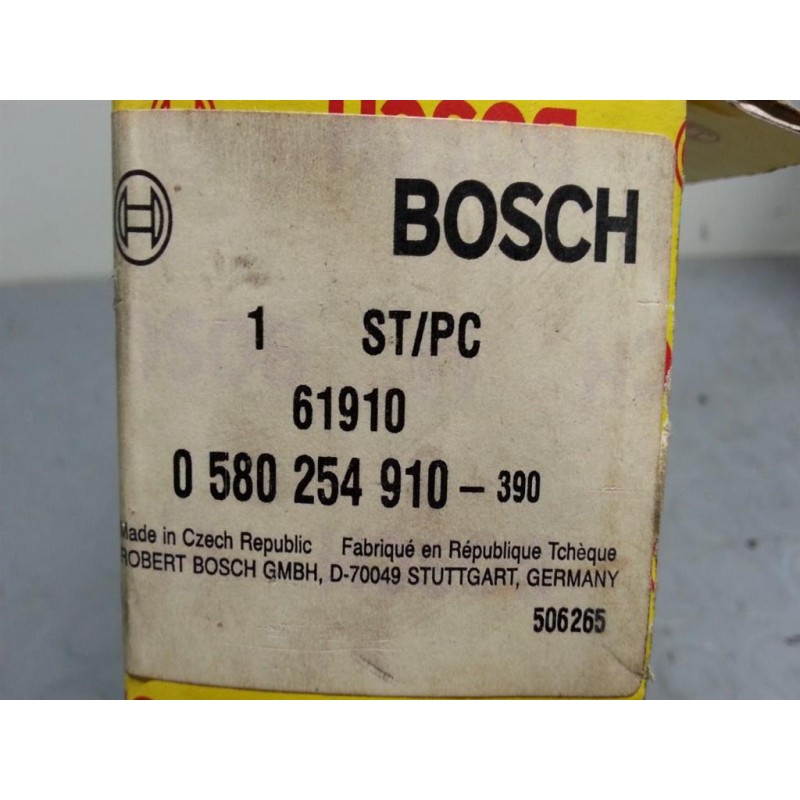 BOSCH
1 ST/PC
61910
0 580 254 910 - 390
Made in Czech Republic Fabriqué en République Tchèque
ROBERT BOSCH GMBH, D-70049 STUTTGART, GERMANY
506265